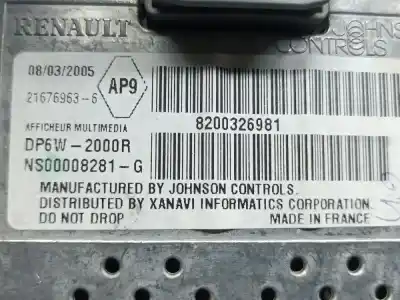 RENAULT
JOHNSON
CONTROLS
08/03/2005
AP9
21676963-6
AFFICHEUR MULTIMEDIA
8200326981
DP6W-2000R
NS00008281-G
MANUFACTURED BY JOHNSON CONTROLS.
DISTRIBUTED BY XANAVI INFORMATICS CORPORATION.
DO NOT DROP
MADE IN FRANCE